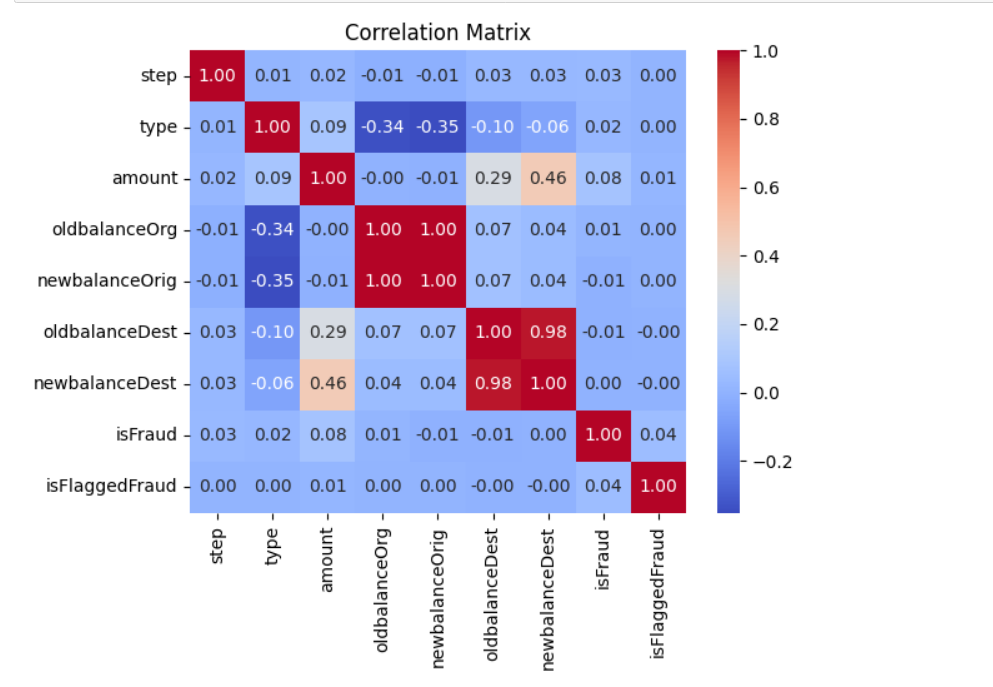 Correlation Matrix
step 1.00 0.01 0.02 -0.01 -0.01 0.03 0.03 0.03 0.00
type 0.01 1.00 0.09 -0.34 -0.35 -0.10 -0.06 0.02 0.00
amount 0.02 0.09 1.00 -0.00 -0.01 0.29 0.46 0.08 0.01
oldbalanceOrg -0.01 -0.34 -0.00 1.00 1.00 0.07 0.04 0.01 0.00
newbalanceOrig -0.01 -0.35 -0.01 1.00 1.00 0.07 0.04 -0.01 0.00
oldbalanceDest 0.03 -0.10 0.29 0.07 0.07 1.00 0.98 -0.01 -0.00
newbalanceDest 0.03 -0.06 0.46 0.04 0.04 0.98 1.00 0.00 -0.00
isFraud 0.03 0.02 0.08 0.01 -0.01 -0.01 0.00 1.00 0.04
isFlaggedFraud 0.00 0.00 0.01 0.00 0.00 -0.00 -0.00 0.04 1.00
step
type
amount
oldbalanceOrg
newbalanceOrig
oldbalanceDest
newbalanceDest
isFraud
isFlaggedFraud
1.0
0.8
0.6
0.4
0.2
0.0
−0.2